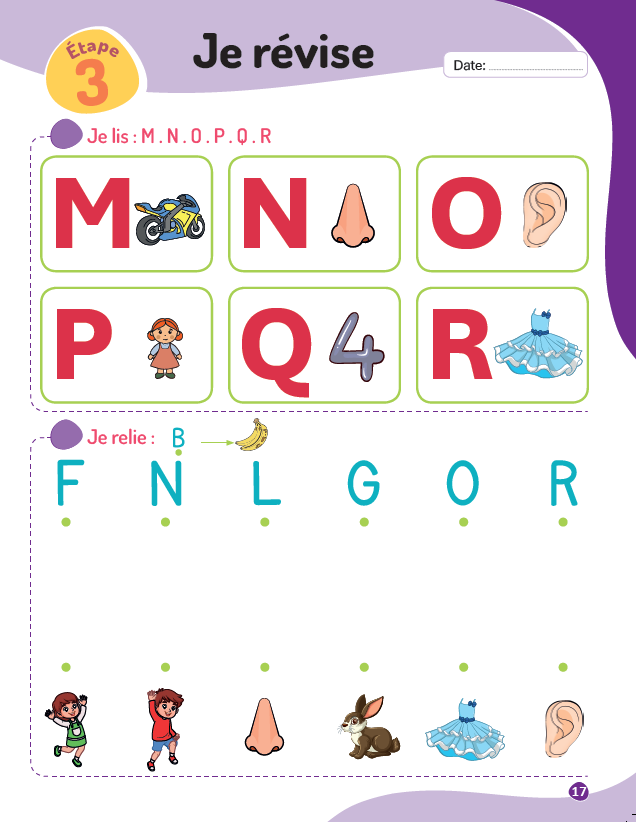 Étape
3
Je révise
Date:
Je lis : M . N . O . P . Q . R
M
N
O
P
Q
4
R
Je relie : B
F N L G O R
17